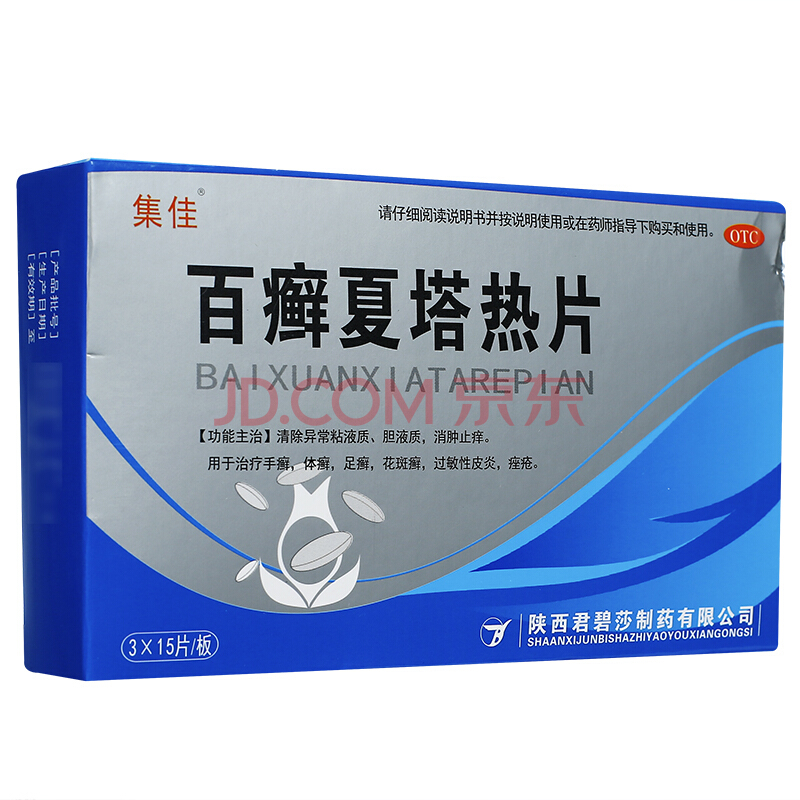 集佳®
请仔细阅读说明书并按说明使用或在药师指导下购买和使用。
OTC
百癣夏塔热片
BAIXUANXIATAREPIAN
JD.COM 京东
【功能主治】清除异常粘液质、胆液质，消肿止痒。
用于治疗手癣，体癣，足癣，花斑癣，过敏性皮炎，痤疮。
[产品批号]
[生产日期]
[有效期] 至
3×15片/板
陕西君碧莎制药有限公司
SHAANXIJUNBISHAZHIYAOYOUXIANGONGSI